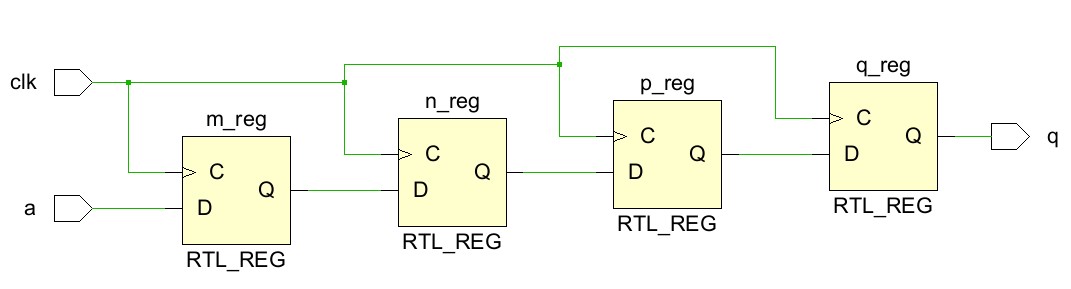 clk
a
m_reg
C
D
Q
RTL_REG
n_reg
C
D
Q
RTL_REG
p_reg
C
D
Q
RTL_REG
q_reg
C
D
Q
RTL_REG
q